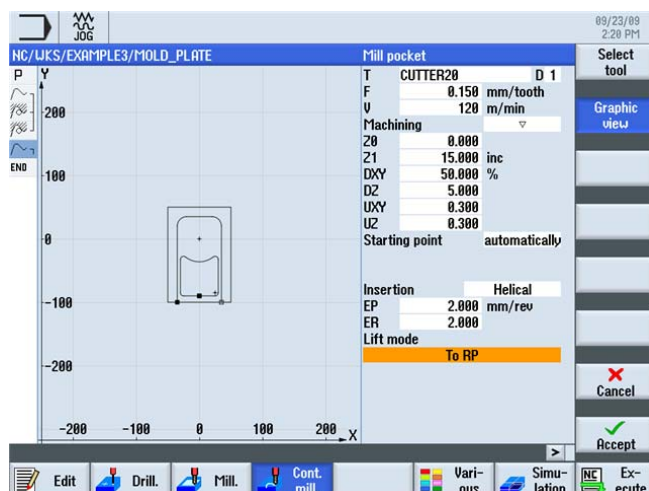 JOG
09/23/09
2:20 PM
NC/WKS/EXAMPLE3/MOLD_PLATE
Mill pocket
Select tool
P
Y
T CUTTER20 D 1
F 0.150 mm/tooth
V 120 m/min
Graphic view
200
Machining ▽
Z0 0.000
Z1 15.000 inc
END
100
DXY 50.000 %
DZ 5.000
UXY 0.300
UZ 0.300
0
Starting point automatically
Insertion Helical
-100
EP 2.000 mm/rev
ER 2.000
Lift mode
To RP
-200
Cancel
-200 -100 0 100 200 X
Accept
>
Edit
Drill.
Mill.
Cont. mill.
Vari-
ous
Simu-
lation
NC Ex-
ecute